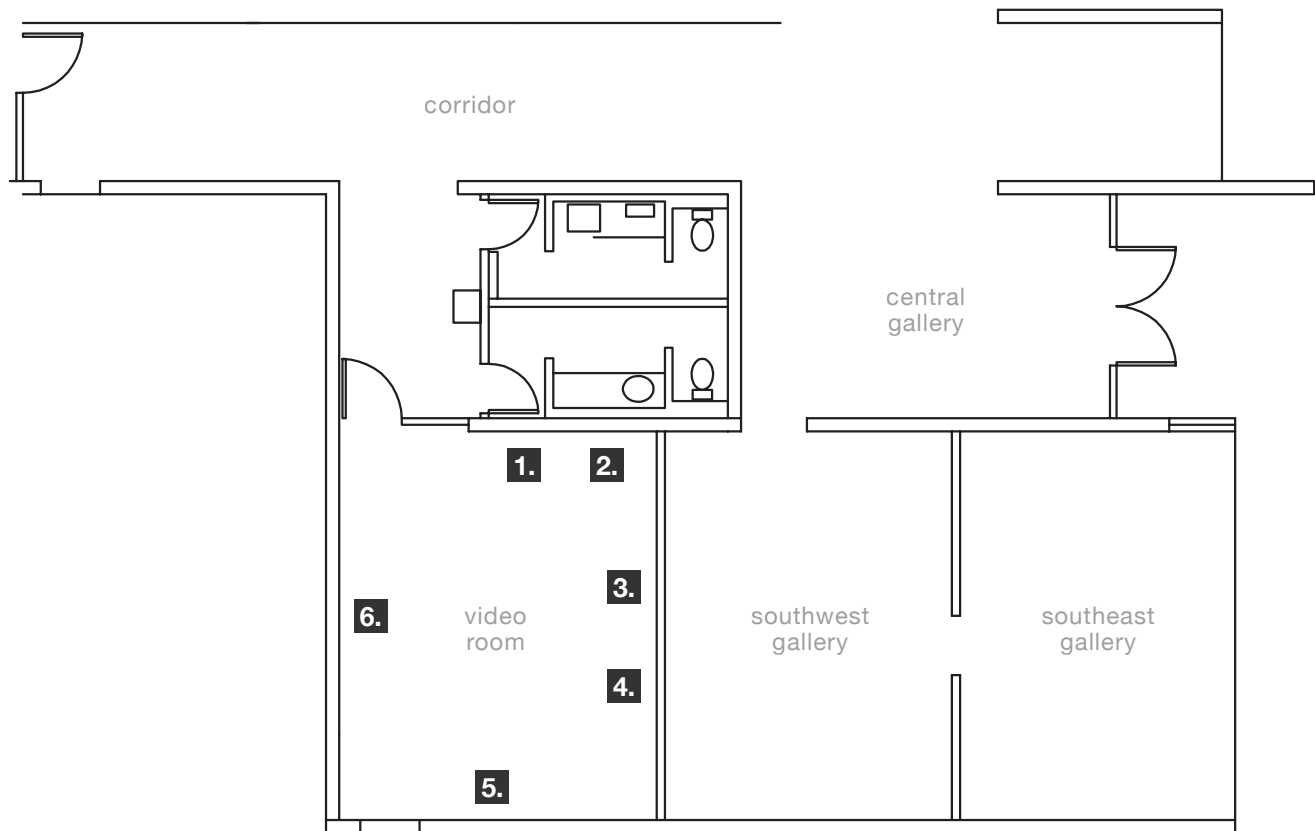 corridor
central
gallery
1.
2.
3.
6.
video
room
southwest
gallery
southeast
gallery
4.
5.